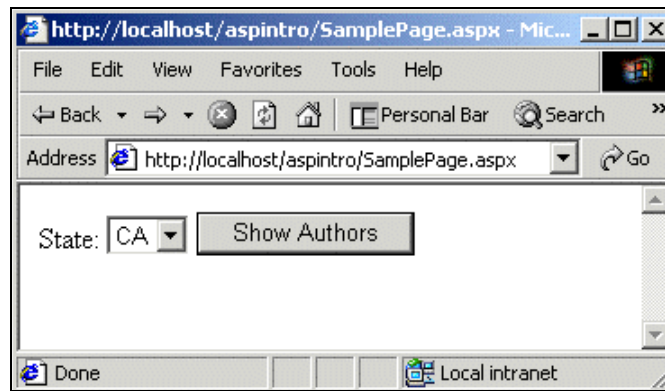 http://localhost/aspintro/SamplePage.aspx - Mic...
File Edit View Favorites Tools Help
Back Personal Bar Search »
Address http://localhost/aspintro/SamplePage.aspx Go
State: CA Show Authors
Done Local intranet